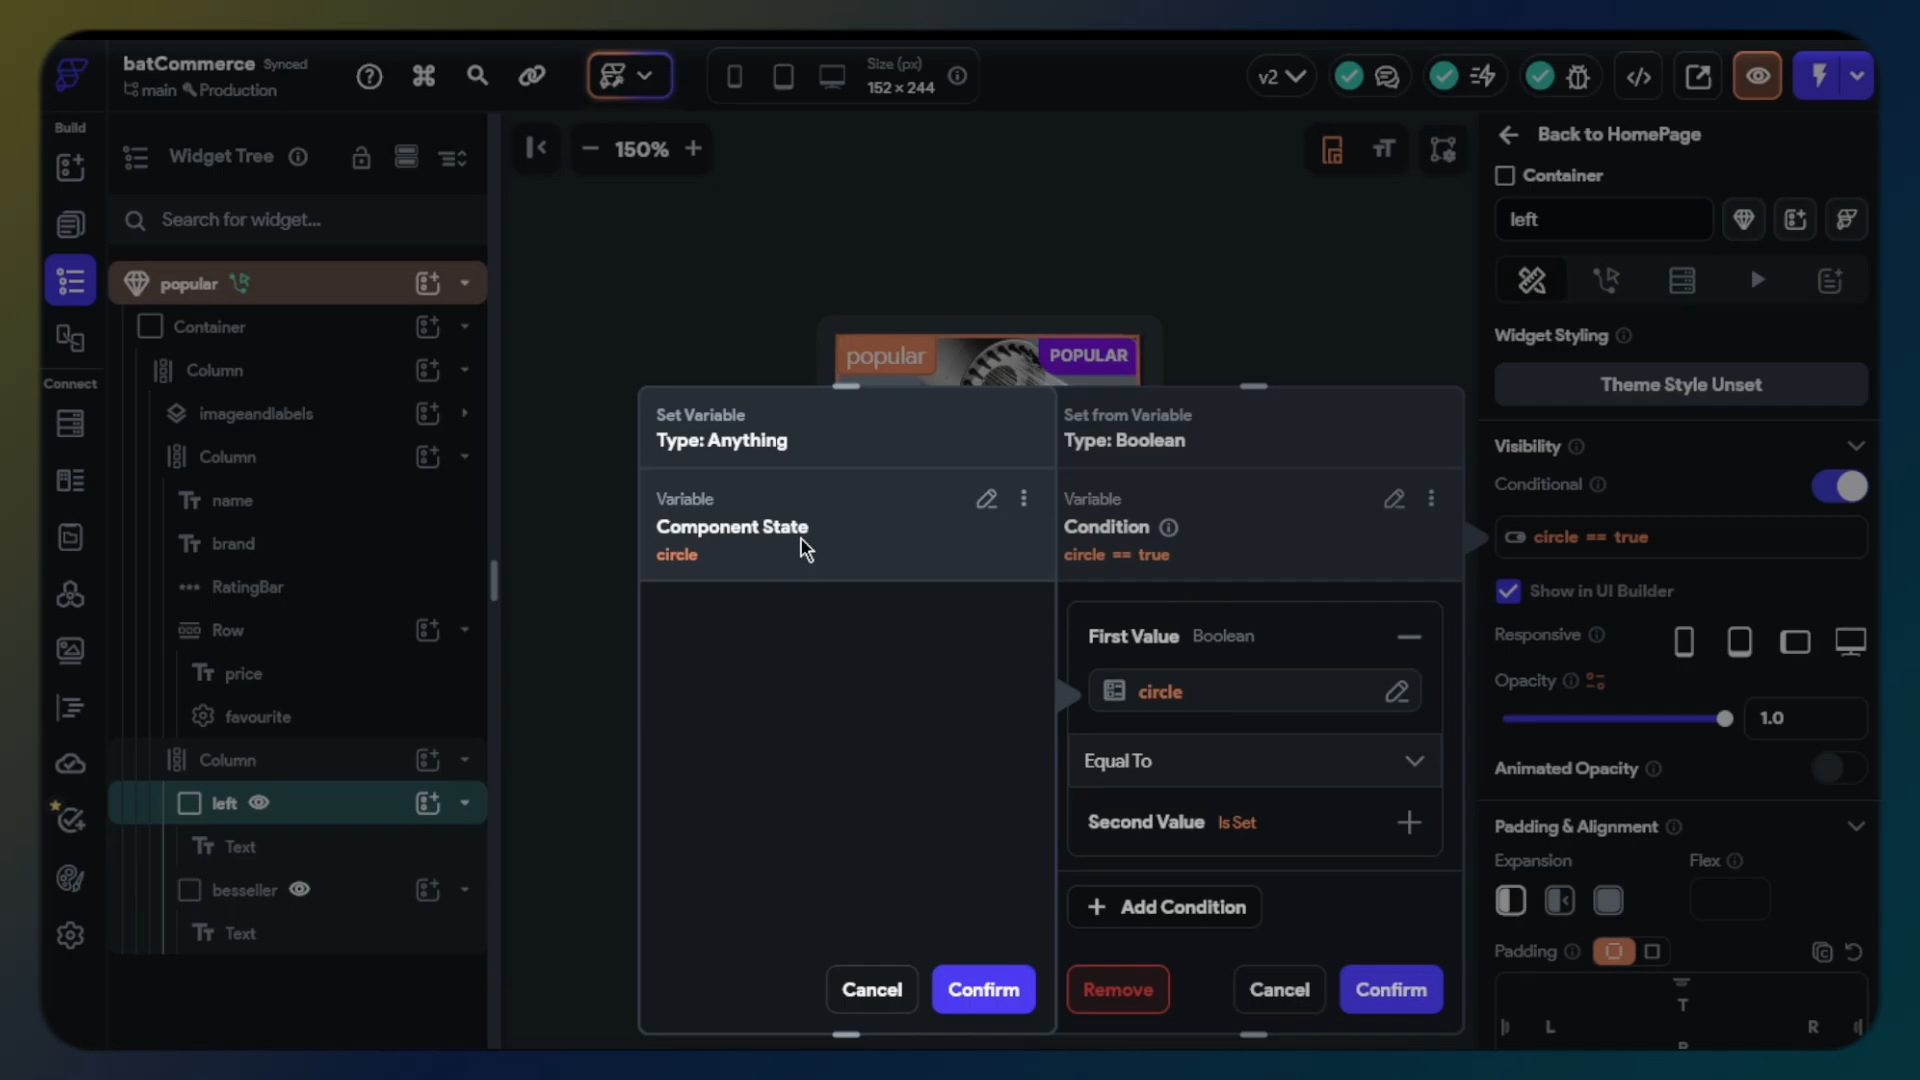 batCommerce Synced
main Production
Size (px)
152 × 244
v2
Build
Widget Tree
150%
Back to HomePage
Container
Search for widget...
left
popular
Container
Column
imageandlabels
Column
name
brand
RatingBar
Row
price
favourite
Column
left
Text
besseller
Text
Connect
popular
POPULAR
Set Variable
Type: Anything
Variable
Component State
circle
Cancel
Confirm
Set from Variable
Type: Boolean
Variable
Condition
circle == true
First Value Boolean
circle
Equal To
Second Value Is Set
Add Condition
Remove
Cancel
Confirm
Widget Styling
Theme Style Unset
Visibility
Conditional
circle == true
Show in UI Builder
Responsive
Opacity
1.0
Animated Opacity
Padding & Alignment
Expansion
Flex
Padding
T
L
R